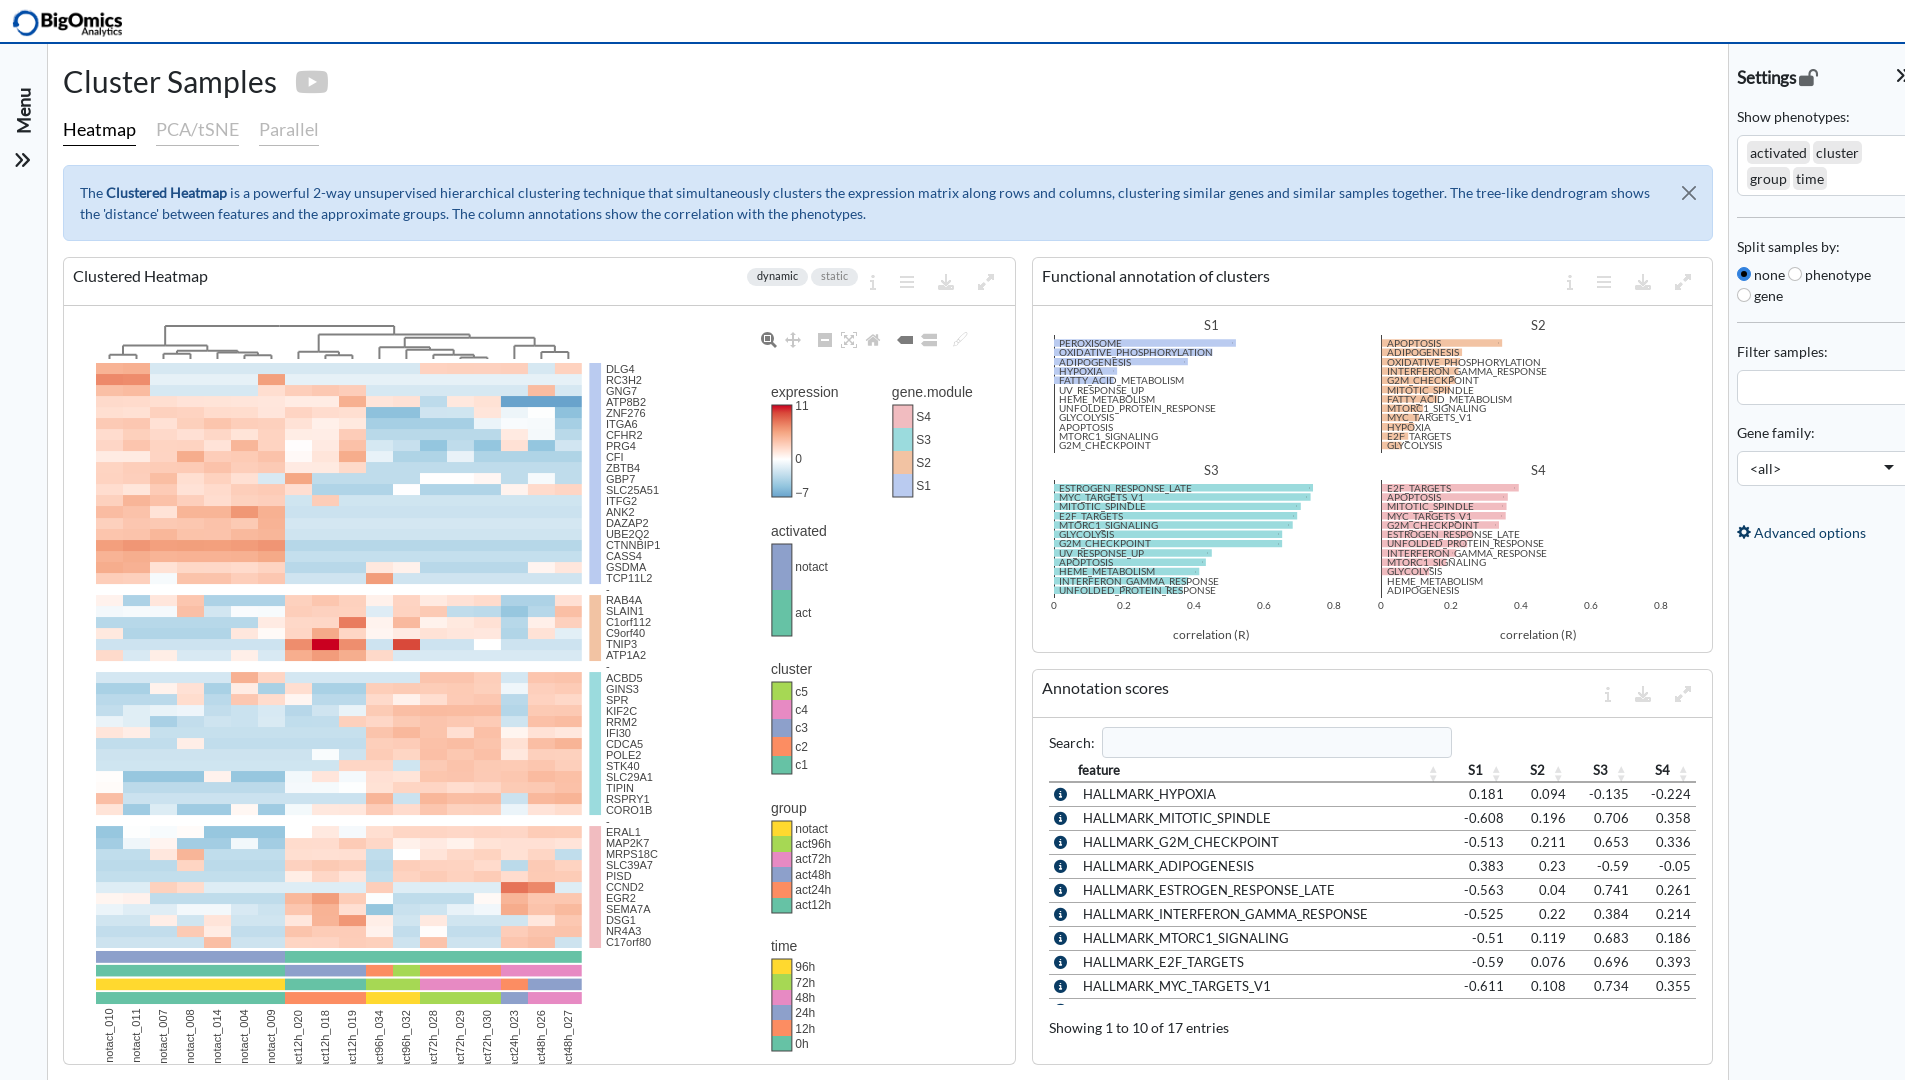 BigOmics
Analytics
Menu
Cluster Samples
Heatmap PCA/tSNE Parallel
The Clustered Heatmap is a powerful 2-way unsupervised hierarchical clustering technique that simultaneously clusters the expression matrix along rows and columns, clustering similar genes and similar samples together. The tree-like dendrogram shows
the 'distance' between features and the approximate groups. The column annotations show the correlation with the phenotypes.
Clustered Heatmap
dynamic static
DLG4
RC3H2
GNG7
ATP8B2
ZNF276
ITGA6
CFHR2
PRG4
CFI
ZBTB4
GBP7
SLC25A51
ITFG2
ANK2
DAZAP2
UBE2Q2
CTNNBIP1
CASS4
GSDMA
TCP11L2
-
RAB4A
SLAIN1
C1orf112
C9orf40
TNIP3
ATP1A2
-
ACBD5
GINS3
SPR
KIF2C
RRM2
IFI30
CDCA5
POLE2
STK40
SLC29A1
TIPIN
RSPRY1
CORO1B
-
ERAL1
MAP2K7
MRPS18C
SLC39A7
PISD
CCND2
EGR2
SEMA7A
DSG1
NR4A3
C17orf80
notact_010
notact_011
notact_007
notact_008
notact_014
notact_004
notact_009
act12h_020
act12h_018
act12h_019
act96h_034
act96h_032
act72h_028
act72h_029
act72h_030
act24h_023
act48h_026
act48h_027
expression
11
0
−7
gene.module
S4
S3
S2
S1
activated
notact
act
cluster
c5
c4
c3
c2
c1
group
notact
act96h
act72h
act48h
act24h
act12h
time
96h
72h
48h
24h
12h
0h
Functional annotation of clusters
S1
PEROXISOME
OXIDATIVE_PHOSPHORYLATION
ADIPOGENESIS
HYPOXIA
FATTY_ACID_METABOLISM
UV_RESPONSE_UP
HEME_METABOLISM
UNFOLDED_PROTEIN_RESPONSE
GLYCOLYSIS
APOPTOSIS
MTORC1_SIGNALING
G2M_CHECKPOINT
S2
APOPTOSIS
ADIPOGENESIS
OXIDATIVE_PHOSPHORYLATION
INTERFERON_GAMMA_RESPONSE
G2M_CHECKPOINT
MITOTIC_SPINDLE
FATTY_ACID_METABOLISM
MTORC1_SIGNALING
MYC_TARGETS_V1
HYPOXIA
E2F_TARGETS
GLYCOLYSIS
S3
ESTROGEN_RESPONSE_LATE
MYC_TARGETS_V1
MITOTIC_SPINDLE
E2F_TARGETS
MTORC1_SIGNALING
GLYCOLYSIS
G2M_CHECKPOINT
UV_RESPONSE_UP
APOPTOSIS
HEME_METABOLISM
INTERFERON_GAMMA_RESPONSE
UNFOLDED_PROTEIN_RESPONSE
0 0.2 0.4 0.6 0.8
correlation (R)
S4
E2F_TARGETS
APOPTOSIS
MITOTIC_SPINDLE
MYC_TARGETS_V1
G2M_CHECKPOINT
ESTROGEN_RESPONSE_LATE
UNFOLDED_PROTEIN_RESPONSE
INTERFERON_GAMMA_RESPONSE
MTORC1_SIGNALING
GLYCOLYSIS
HEME_METABOLISM
ADIPOGENESIS
0 0.2 0.4 0.6 0.8
correlation (R)
Annotation scores
Search:
feature S1 S2 S3 S4
HALLMARK_HYPOXIA 0.181 0.094 -0.135 -0.224
HALLMARK_MITOTIC_SPINDLE -0.608 0.196 0.706 0.358
HALLMARK_G2M_CHECKPOINT -0.513 0.211 0.653 0.336
HALLMARK_ADIPOGENESIS 0.383 0.23 -0.59 -0.05
HALLMARK_ESTROGEN_RESPONSE_LATE -0.563 0.04 0.741 0.261
HALLMARK_INTERFERON_GAMMA_RESPONSE -0.525 0.22 0.384 0.214
HALLMARK_MTORC1_SIGNALING -0.51 0.119 0.683 0.186
HALLMARK_E2F_TARGETS -0.59 0.076 0.696 0.393
HALLMARK_MYC_TARGETS_V1 -0.611 0.108 0.734 0.355
Showing 1 to 10 of 17 entries
Settings
Show phenotypes:
activated cluster
group time
Split samples by:
none phenotype
gene
Filter samples:
Gene family:
<all>
Advanced options